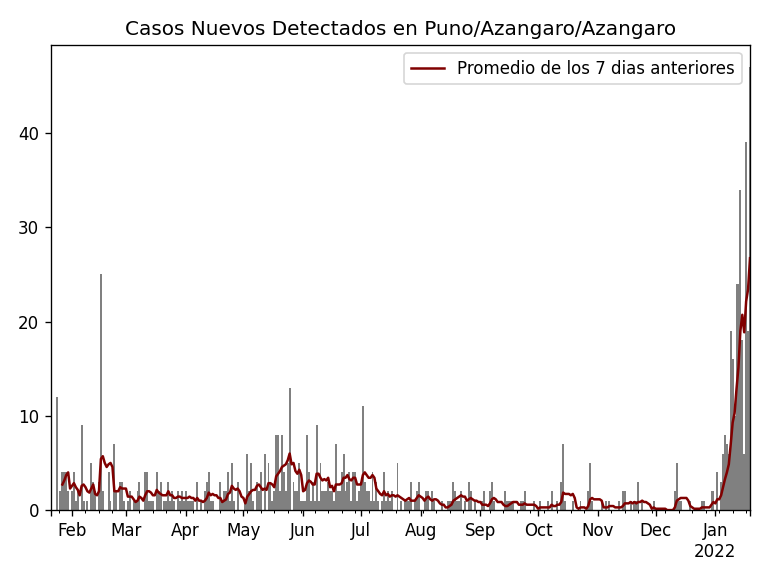 Casos Nuevos Detectados en Puno/Azangaro/Azangaro
Promedio de los 7 dias anteriores
40
30
20
10
0
Feb Mar Apr May Jun Jul Aug Sep Oct Nov Dec Jan
2022